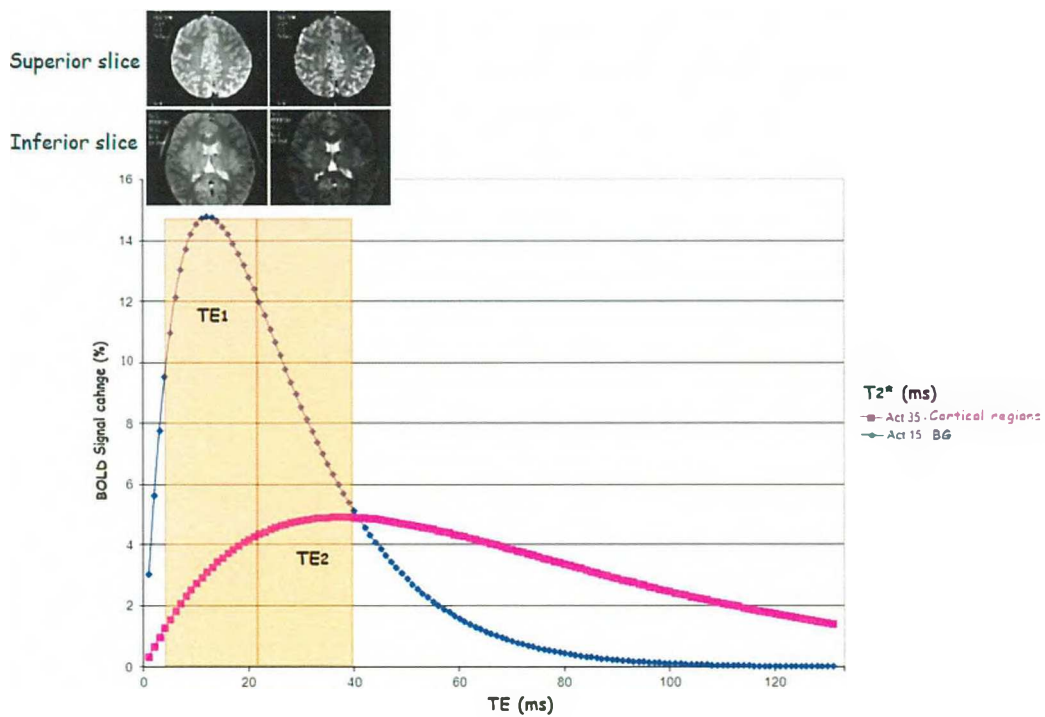 Superior slice
Inferior slice
16
14
12
10
8
6
4
2
0
BOLD Signal cahnge (%)
TE1
TE2
0 20 40 60 80 100 120
TE (ms)
T2* (ms)
Act 35 - Cortical regions
Act 15 BG